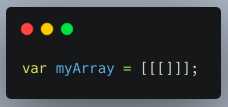 var myArray = [[[]]];